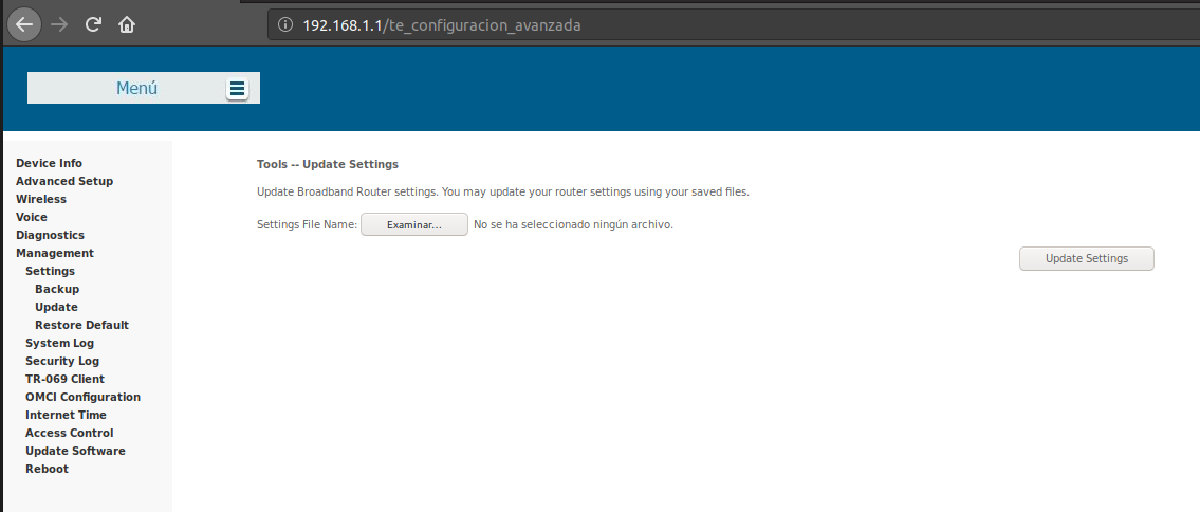 192.168.1.1/te_configuracion_avanzada
Menú
Device Info
Advanced Setup
Wireless
Voice
Diagnostics
Management
Settings
Backup
Update
Restore Default
System Log
Security Log
TR-069 Client
OMCI Configuration
Internet Time
Access Control
Update Software
Reboot
Tools -- Update Settings
Update Broadband Router settings. You may update your router settings using your saved files.
Settings File Name: Examinar... No se ha seleccionado ningún archivo.
Update Settings